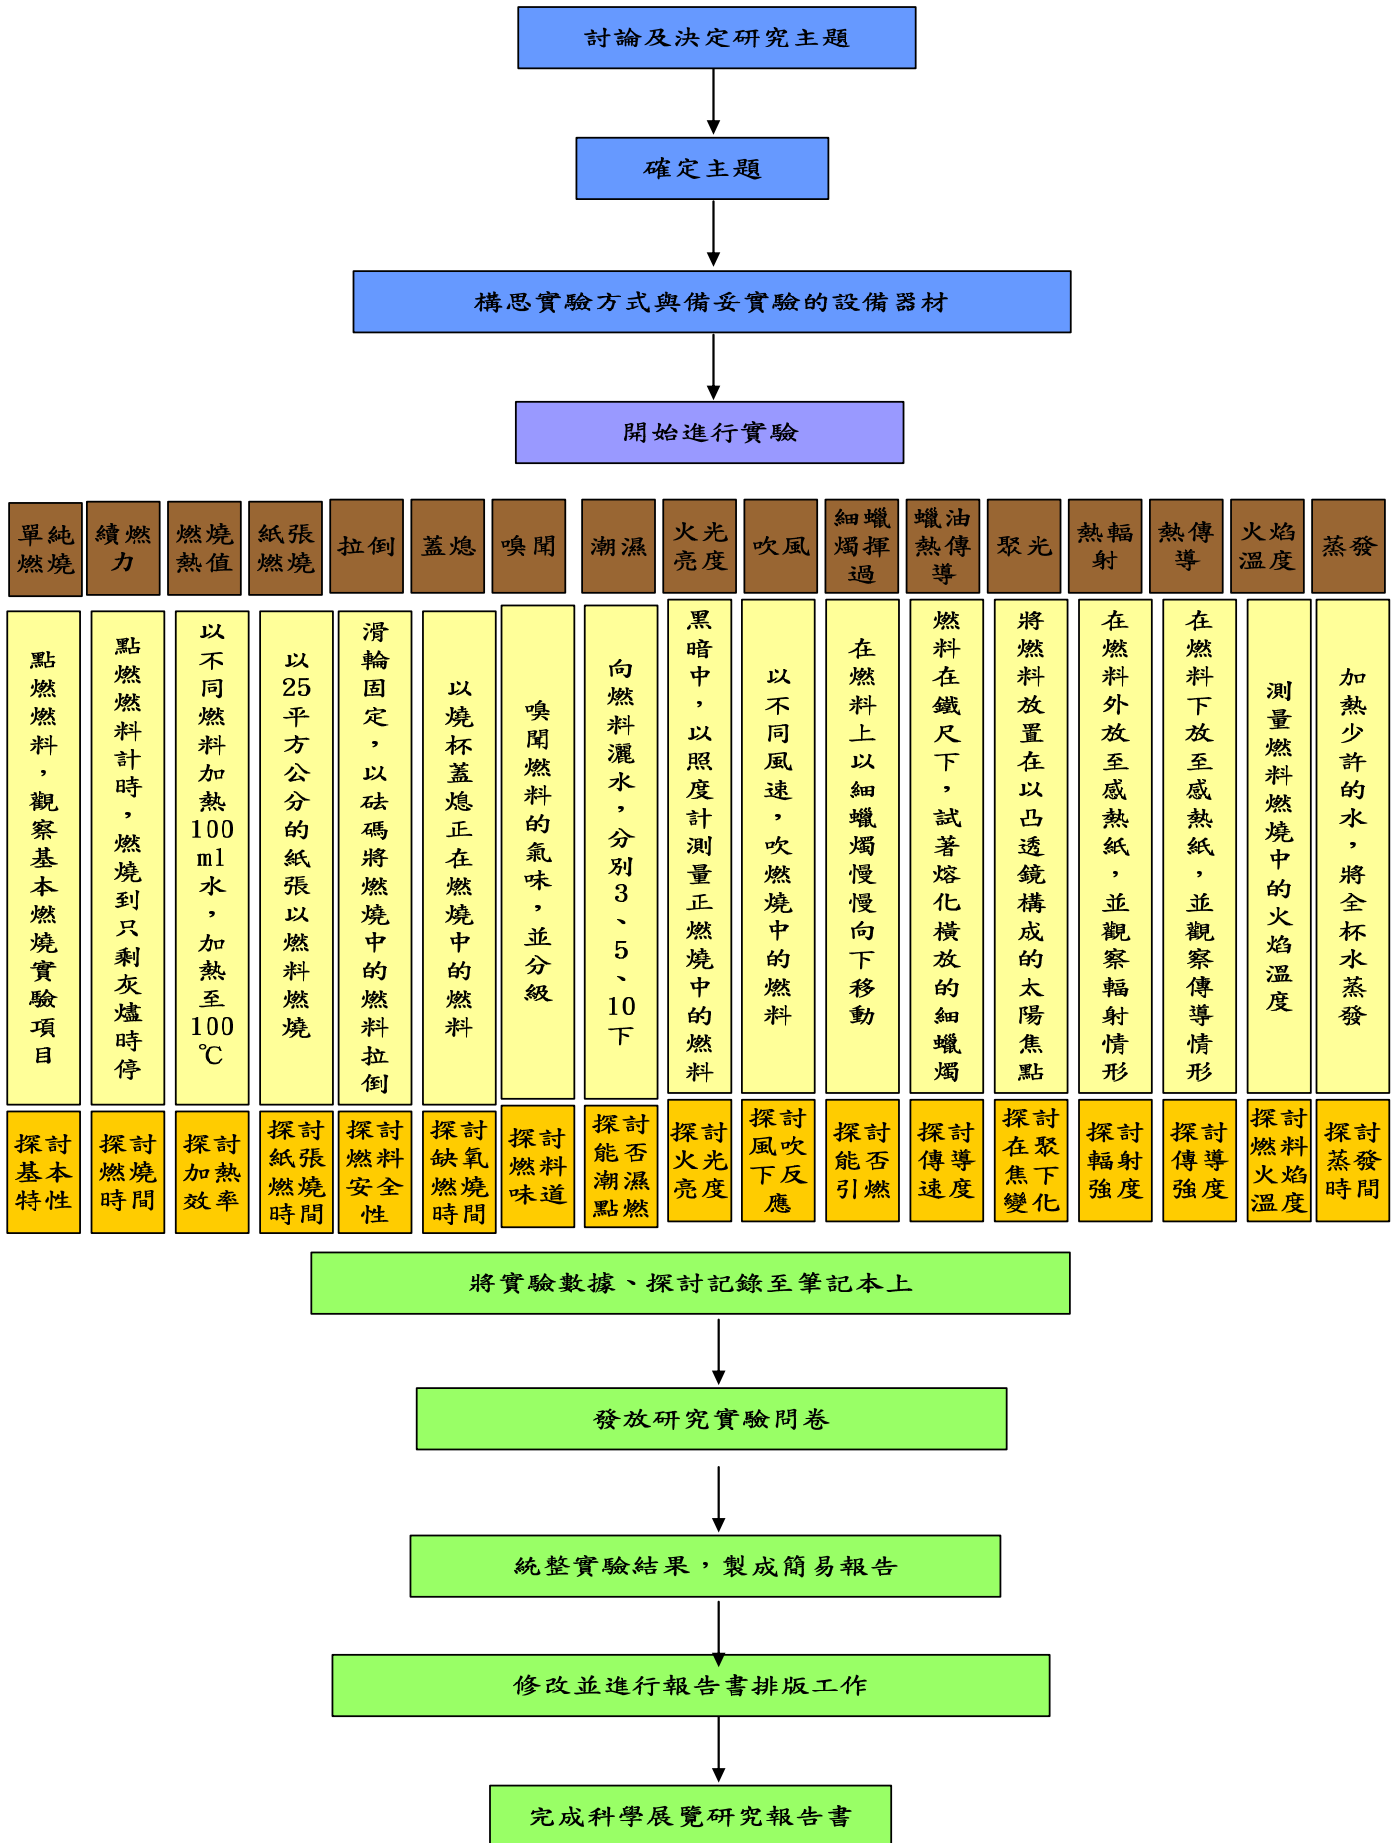 討論及決定研究主題
確定主題
構思實驗方式與備妥實驗的設備器材
開始進行實驗
單純
燃燒
續燃
力
燃燒
熱值
紙張
燃燒
拉倒
蓋熄
嗅聞
潮濕
火光
亮度
吹風
細蠟
燭揮
過
蠟油
熱傳
導
聚光
熱輻
射
熱傳
導
火焰
溫度
蒸發
點燃燃料，觀察基本燃燒實驗項目
點燃燃料計時，燃燒到只剩灰燼時停
以不同燃料加熱100ml水，加熱至100℃
以25平方公分的紙張以燃料燃燒
滑輪固定，以砝碼將燃燒中的燃料拉倒
以燒杯蓋熄正在燃燒中的燃料
嗅聞燃料的氣味，並分級
向燃料灑水，分別3、5、10下
黑暗中，以照度計測量正燃燒中的燃料
以不同風速，吹燃燒中的燃料
在燃料上以細蠟燭慢慢向下移動
燃料在鐵尺下，試著熔化橫放的細蠟燭
將燃料放置在以凸透鏡構成的太陽焦點
在燃料外放至感熱紙，並觀察輻射情形
在燃料下放至感熱紙，並觀察傳導情形
測量燃料燃燒中的火焰溫度
加熱少許的水，將全杯水蒸發
探討
基本
特性
探討
燃燒
時間
探討
加熱
效率
探討
紙張
燃燒
時間
探討
燃料
安全
性
探討
缺氧
燃燒
時間
探討
燃料
味道
探討
能否
潮濕
點燃
探討
火光
亮度
探討
風吹
下反
應
探討
能否
引燃
探討
傳導
速度
探討
在聚
焦下
變化
探討
輻射
強度
探討
傳導
強度
探討
燃料
火焰
溫度
探討
蒸發
時間
將實驗數據、探討記錄至筆記本上
發放研究實驗問卷
統整實驗結果，製成簡易報告
修改並進行報告書排版工作
完成科學展覽研究報告書